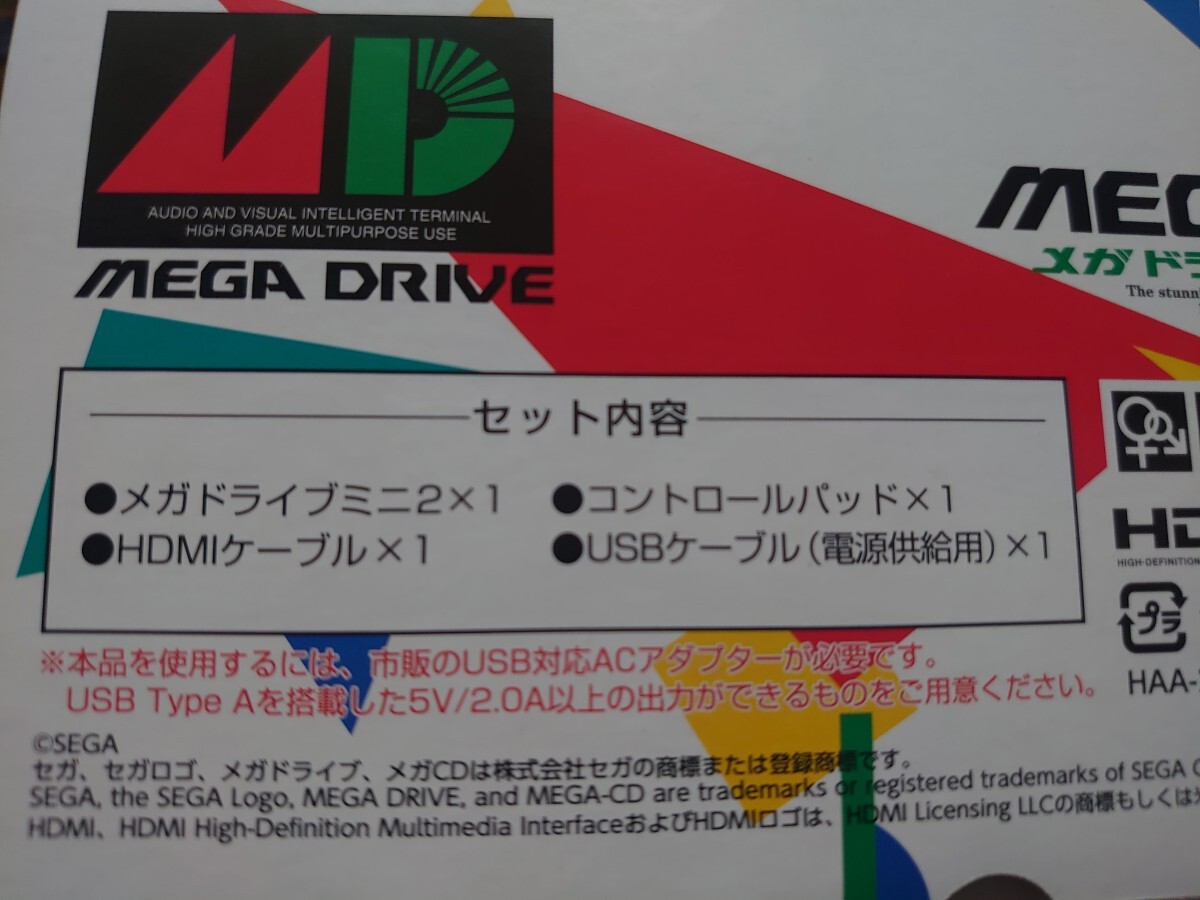 MD
AUDIO AND VISUAL INTELLIGENT TERMINAL
HIGH GRADE MULTIPURPOSE USE
MEGA DRIVE
メガド
The
セット内容
●メガドライブミニ2×1
●コントロールパッド×1
●HDMIケーブル×1
●USBケーブル(電源供給用)×1
HIGH-DEFINITION
プラ
※本品を使用するには、市販のUSB対応ACアダプターが必要です。
USB Type Aを搭載した5V/2.0A以上の出力ができるものをご用意ください。
HAA-
©SEGA
セガ、セガロゴ、メガドライブ、メガCDは株式会社セガの商標または登録商標です。
SEGA, the SEGA Logo, MEGA DRIVE, and MEGA-CD are trademarks or registered trademarks of SEGA
HDMI、HDMI High-Definition Multimedia InterfaceおよびHDMIロゴは、HDMI Licensing LLCの商標もしくは